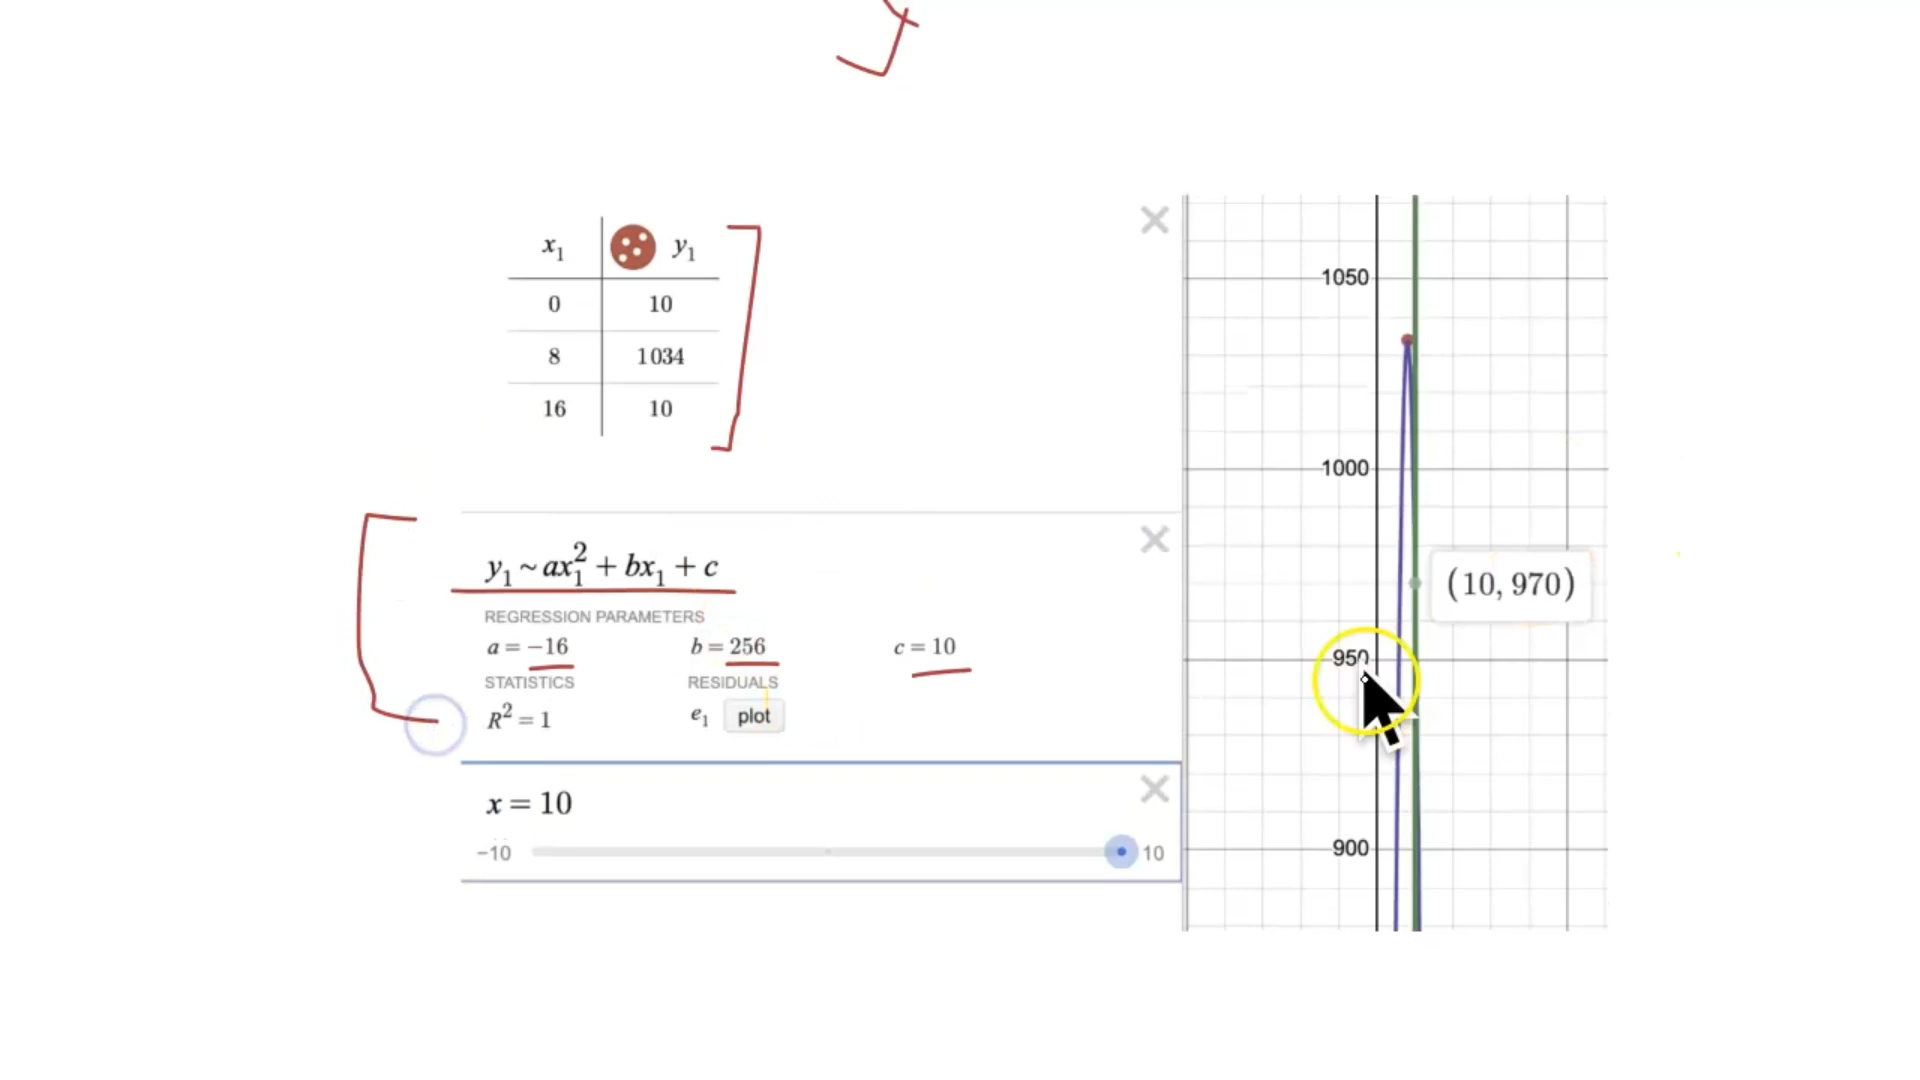 x₁ y₁
0 10
8 1034
16 10
y₁ ~ ax₁² + bx₁ + c
REGRESSION PARAMETERS
a = −16 b = 256 c = 10
STATISTICS RESIDUALS
R² = 1 e₁ plot
x = 10
−10 10
1050
1000
(10, 970)
950
900